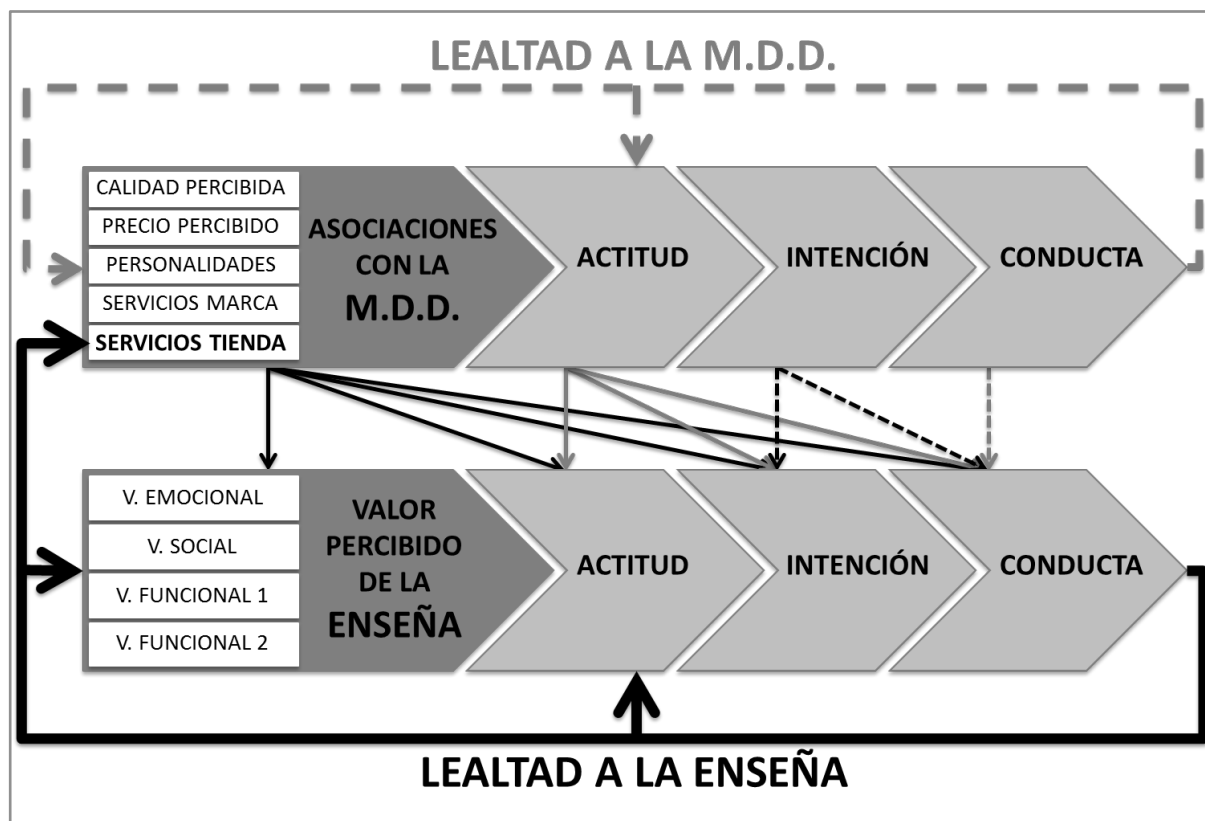 LEALTAD A LA M.D.D.
CALIDAD PERCIBIDA
PRECIO PERCIBIDO
PERSONALIDADES
SERVICIOS MARCA
SERVICIOS TIENDA
ASOCIACIONES
CON LA
M.D.D.
ACTITUD
INTENCIÓN
CONDUCTA
V. EMOCIONAL
V. SOCIAL
V. FUNCIONAL 1
V. FUNCIONAL 2
VALOR
PERCIBIDO
DE LA
ENSEÑA
ACTITUD
INTENCIÓN
CONDUCTA
LEALTAD A LA ENSEÑA